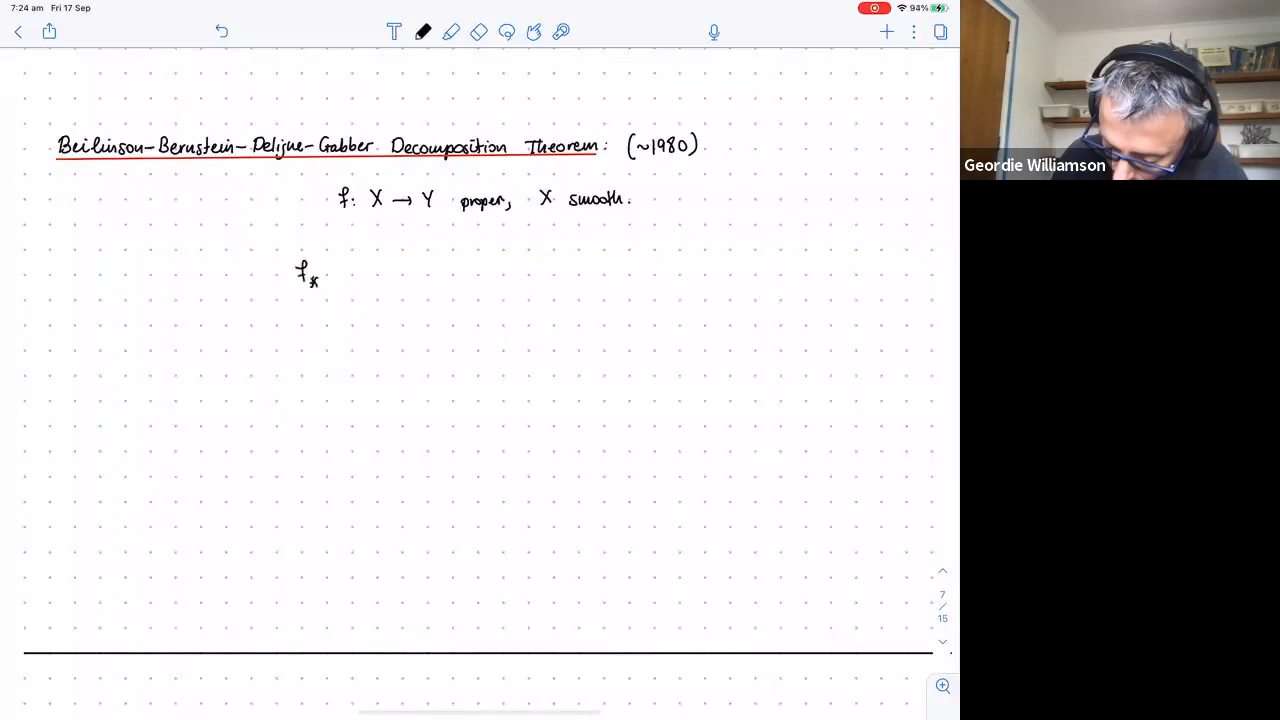 7:24 am Fri 17 Sep
94%
Beilinson-Bernstein-Deligne-Gabber Decomposition Theorem: (~1980)
f: X → Y proper, X smooth.
f_*
Geordie Williamson
7
/
15